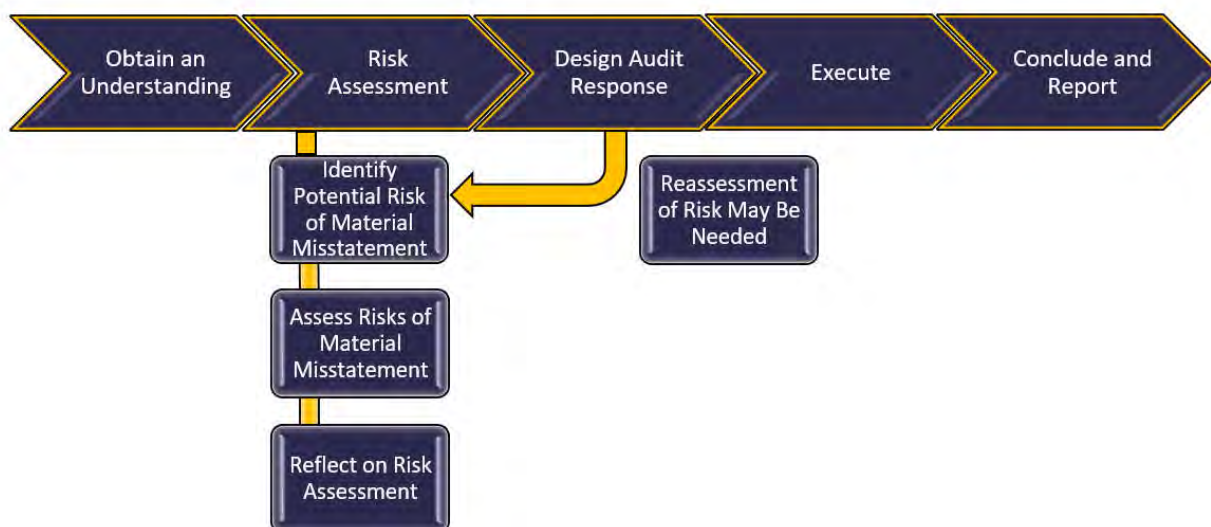 Obtain an
Understanding
Risk
Assessment
Design Audit
Response
Execute
Conclude and
Report
Identify
Potential Risk
of Material
Misstatement
Reassessment
of Risk May Be
Needed
Assess Risks of
Material
Misstatement
Reflect on Risk
Assessment